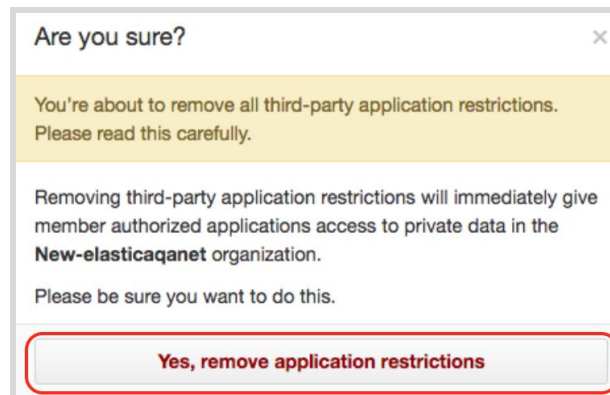 Are you sure? ×
You're about to remove all third-party application restrictions.
Please read this carefully.
Removing third-party application restrictions will immediately give
member authorized applications access to private data in the
New-elasticaqanet organization.
Please be sure you want to do this.
Yes, remove application restrictions